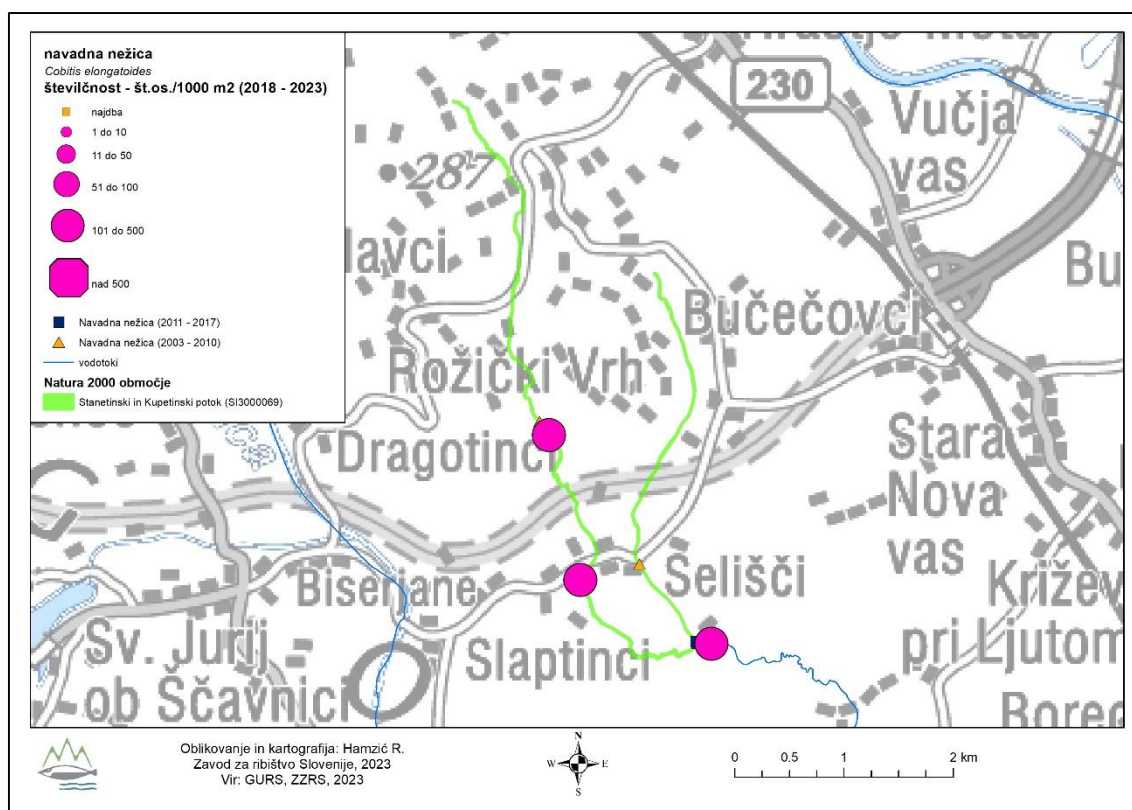 navadna nežica
Cobitis elongatoides
številčnost - št.os./1000 m2 (2018 - 2023)
najdba
1 do 10
11 do 50
51 do 100
101 do 500
nad 500
Navadna nežica (2011 - 2017)
Navadna nežica (2003 - 2010)
vodotoki
Natura 2000 območje
Stanetinski in Kupetinski potok (SI3000069)
230
Vučja
vas
287
Bu
Bučečovci
Rožički Vrh
Dragotinci
Stara
Nova
vas
Selišči
Slaptinci
Sv. Jurij
ob Ščavnici
Križev
pri Ljutom
Oblikovanje in kartografija: Hamzić R.
Zavod za ribištvo Slovenije, 2023
Vir: GURS, ZZRS, 2023
N
W
E
S
0 0.5 1 2 km